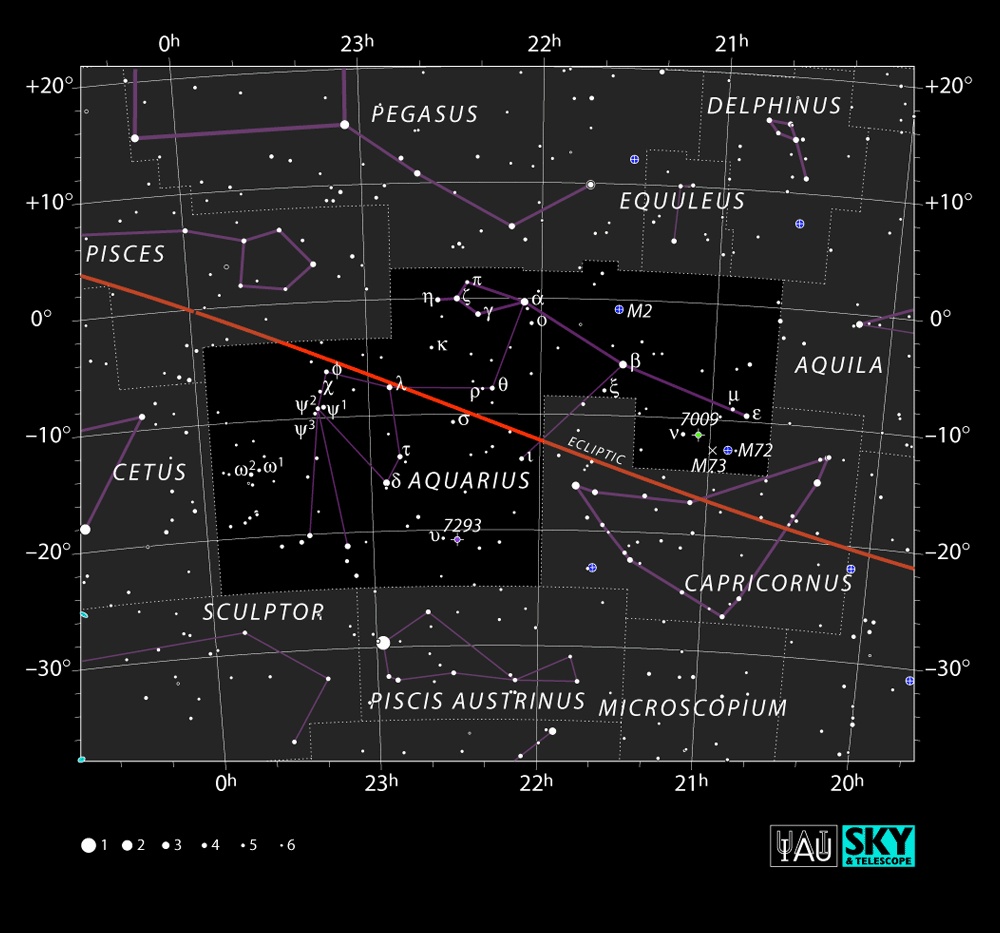 0h 23h 22h 21h
+20° +20°
DELPHINUS
PEGASUS
+10° +10°
EQUULEUS
PISCES
π
η ζ α
γ ο M2
0° 0°
κ
AQUILA
β
φ λ
χ ρ θ ξ
μ
ψ2 ψ1 ε
σ 7009
ψ3 ν
−10° −10°
ECLIPTIC
τ M72
ι M73
ω2 ω1
CETUS
δ AQUARIUS
7293
υ
−20° −20°
CAPRICORNUS
SCULPTOR
−30° −30°
PISCIS AUSTRINUS
MICROSCOPIUM
0h 23h 22h 21h 20h
1 2 3 4 5 6
IAU
SKY
& TELESCOPE